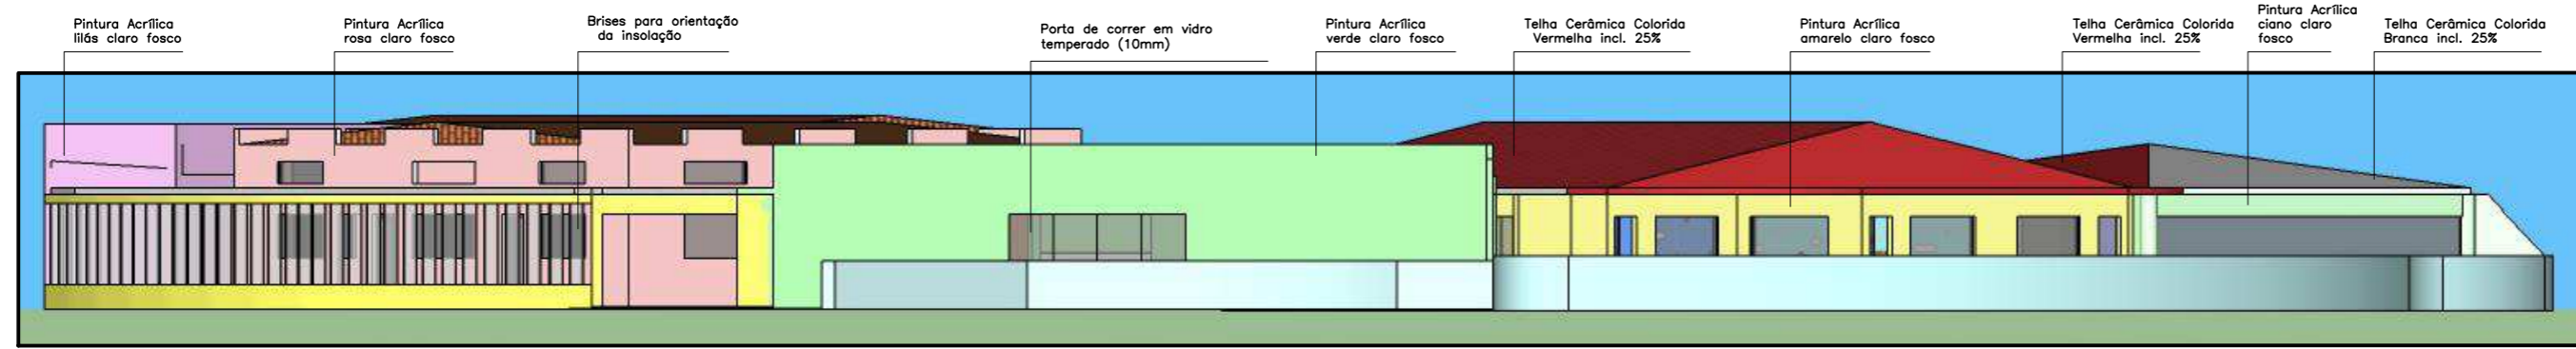 Pintura Acrílica
lilás claro fosco
Pintura Acrílica
rosa claro fosco
Brises para orientação
da insolação
Porta de correr em vidro
temperado (10mm)
Pintura Acrílica
verde claro fosco
Telha Cerâmica Colorida
Vermelha incl. 25%
Pintura Acrílica
amarelo claro fosco
Telha Cerâmica Colorida
Vermelha incl. 25%
Pintura Acrílica
ciano claro
fosco
Telha Cerâmica Colorida
Branca incl. 25%